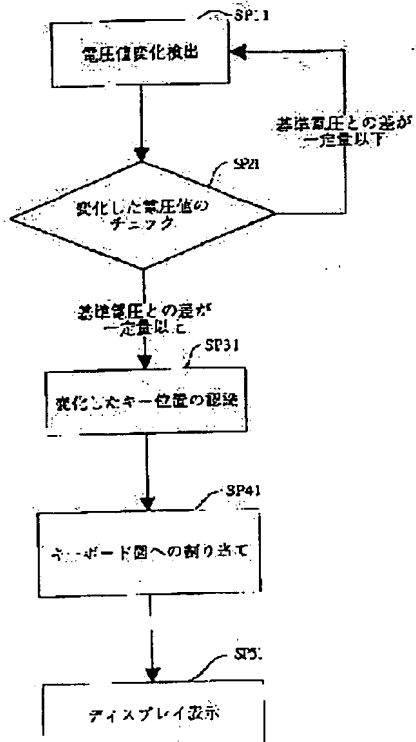 SP11
電圧値変化検出
基準電圧との差が
一定量以下
SP21
変化した電圧値の
チェック
基準電圧との差が
一定量以上
SP31
変化したキー位置の認識
SP41
キーボード図への割り当て
SP51
ディスプレイ表示